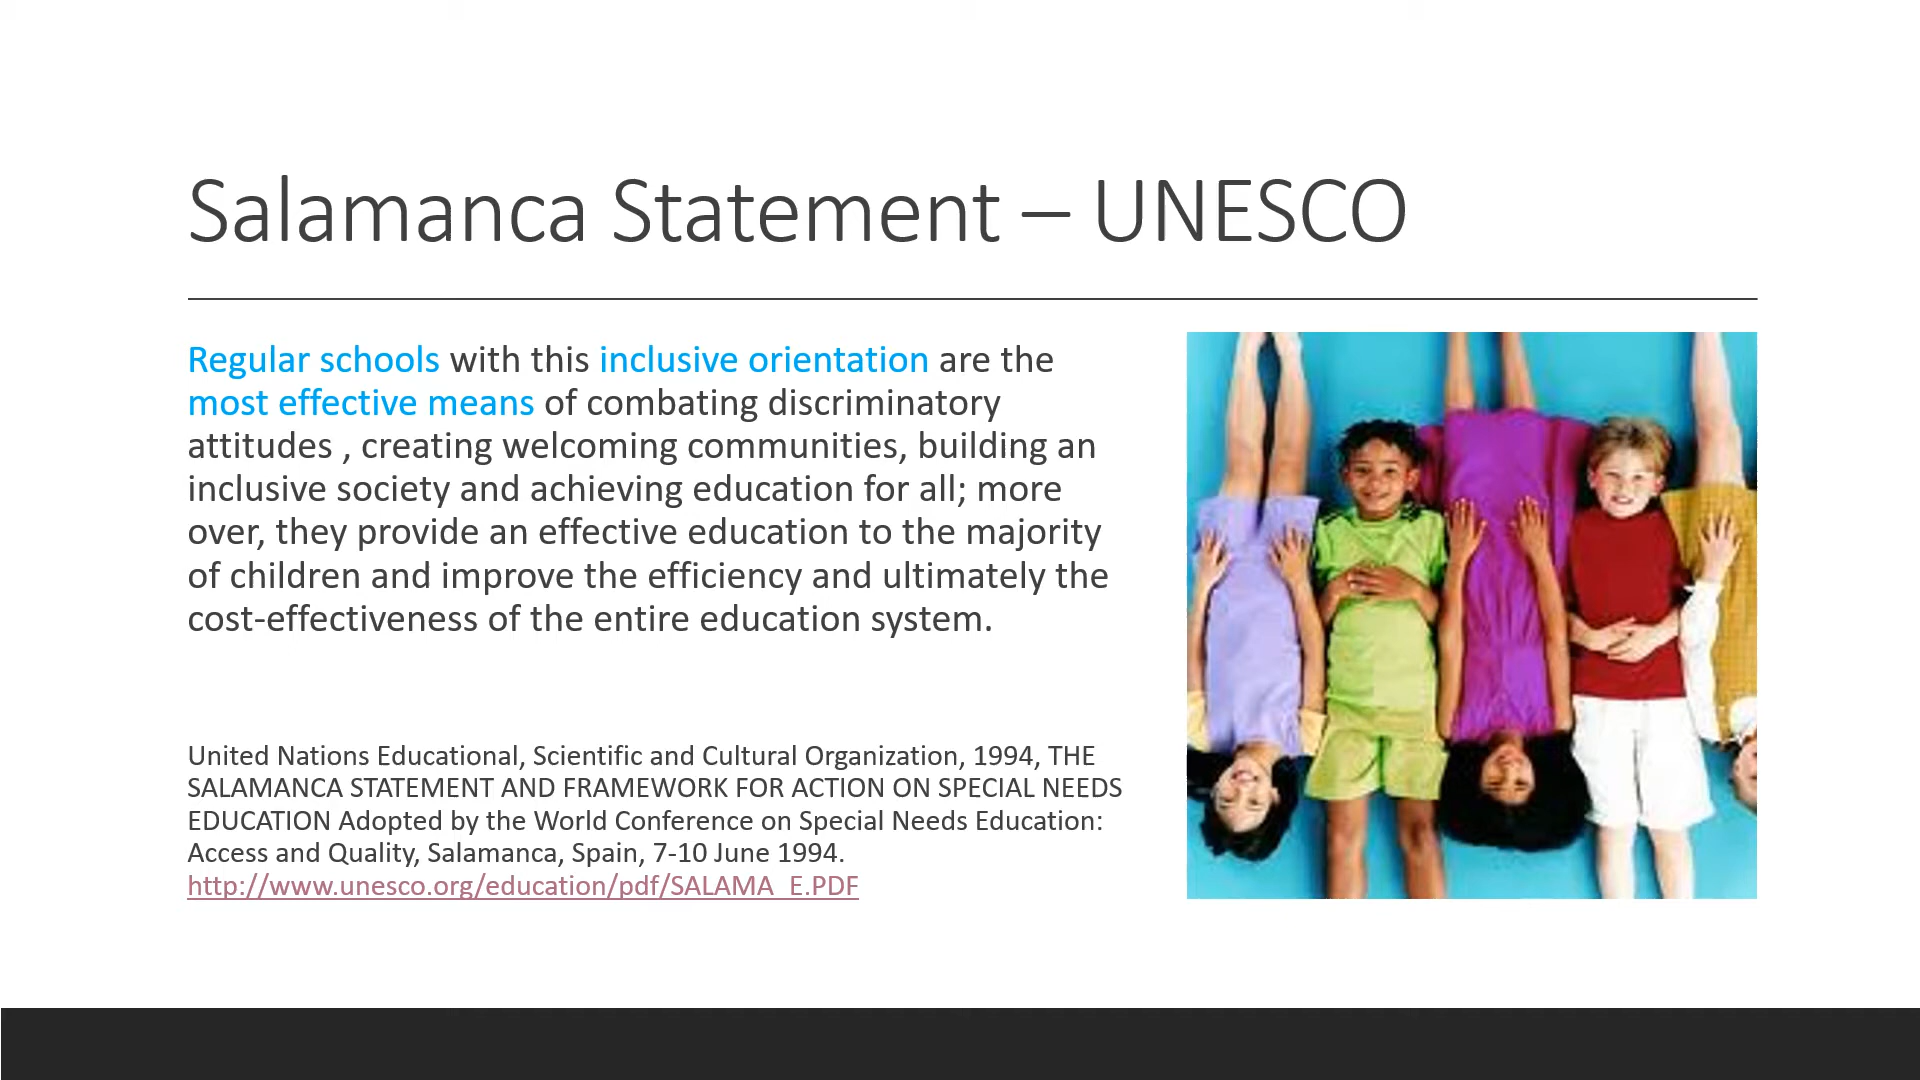 Salamanca Statement – UNESCO
Regular schools with this inclusive orientation are the
most effective means of combating discriminatory
attitudes , creating welcoming communities, building an
inclusive society and achieving education for all; more
over, they provide an effective education to the majority
of children and improve the efficiency and ultimately the
cost-effectiveness of the entire education system.
United Nations Educational, Scientific and Cultural Organization, 1994, THE
SALAMANCA STATEMENT AND FRAMEWORK FOR ACTION ON SPECIAL NEEDS
EDUCATION Adopted by the World Conference on Special Needs Education:
Access and Quality, Salamanca, Spain, 7-10 June 1994.
http://www.unesco.org/education/pdf/SALAMA_E.PDF